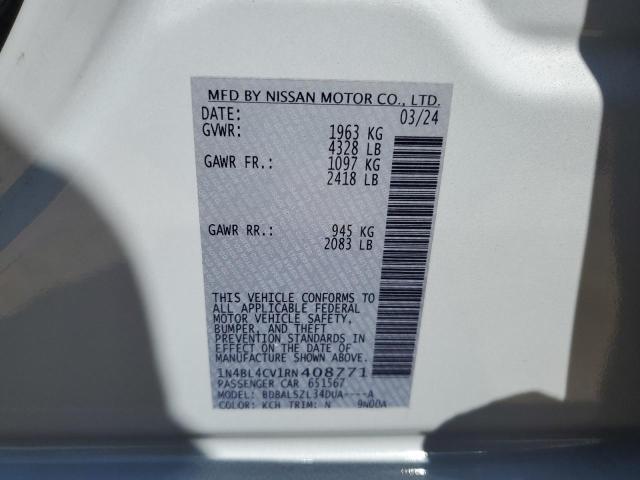 MFD BY NISSAN MOTOR CO., LTD.
DATE: 03/24
GVWR: 1963 KG
4328 LB
GAWR FR.: 1097 KG
2418 LB
GAWR RR.: 945 KG
2083 LB
THIS VEHICLE CONFORMS TO
ALL APPLICABLE FEDERAL
MOTOR VEHICLE SAFETY,
BUMPER, AND THEFT
PREVENTION STANDARDS IN
EFFECT ON THE DATE OF
MANUFACTURE SHOWN ABOVE.
1N4BL4CV1RN408771
PASSENGER CAR 651567
MODEL: BDBALSZL34DUA----A
COLOR: KCH TRIM: N 9N00A